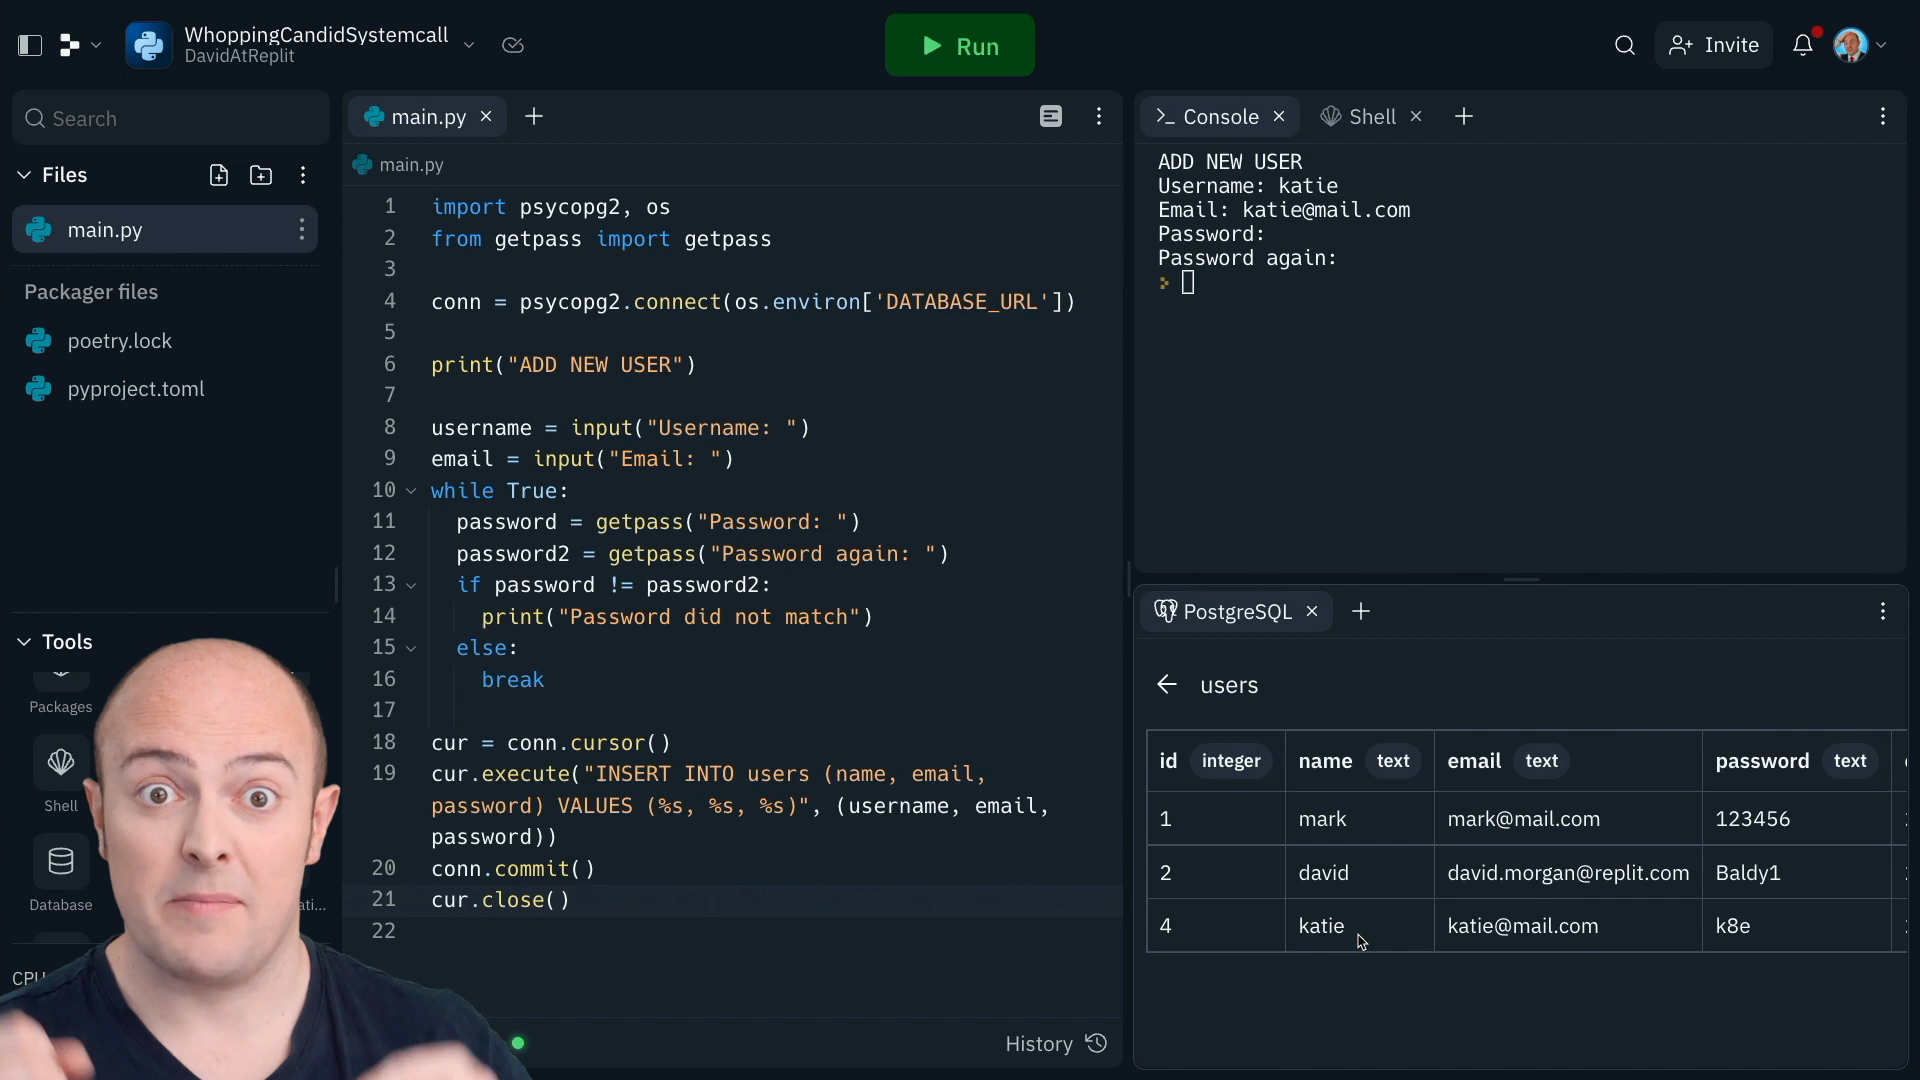 WhoppingCandidSystemcall
DavidAtReplit
Run
Invite
Search
Files
main.py
Packager files
poetry.lock
pyproject.toml
Tools
Packages
Shell
Database
ati...
CPU
main.py
main.py
1 import psycopg2, os
2 from getpass import getpass
3
4 conn = psycopg2.connect(os.environ['DATABASE_URL'])
5
6 print("ADD NEW USER")
7
8 username = input("Username: ")
9 email = input("Email: ")
10 while True:
11 password = getpass("Password: ")
12 password2 = getpass("Password again: ")
13 if password != password2:
14 print("Password did not match")
15 else:
16 break
17
18 cur = conn.cursor()
19 cur.execute("INSERT INTO users (name, email,
password) VALUES (%s, %s, %s)", (username, email,
password))
20 conn.commit()
21 cur.close()
22
History
Console
Shell
ADD NEW USER
Username: katie
Email: katie@mail.com
Password:
Password again:
PostgreSQL
users
id integer name text email text password text
1 mark mark@mail.com 123456
2 david david.morgan@replit.com Baldy1
4 katie katie@mail.com k8e